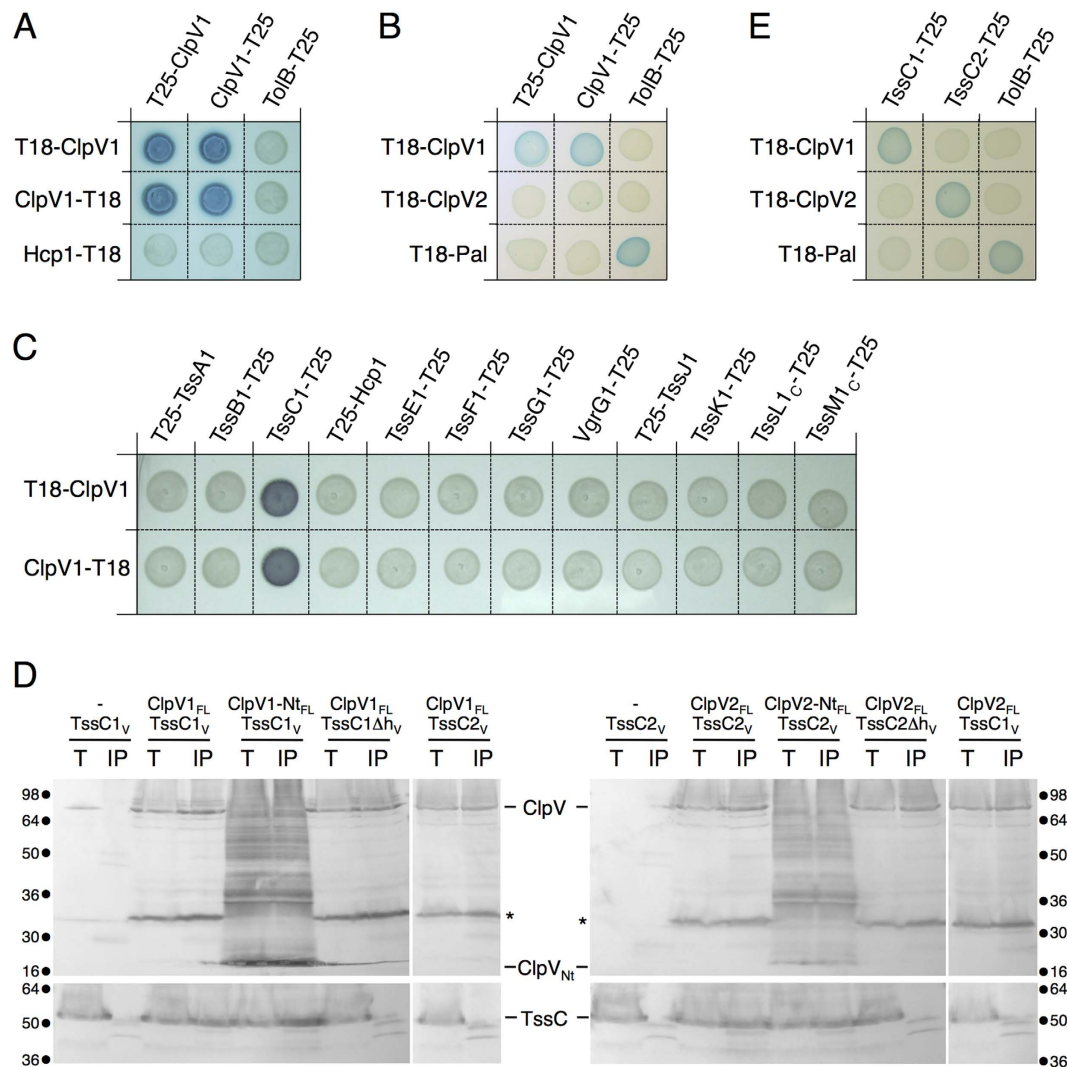 A
T25-ClpV1 ClpV1-T25 TolB-T25
T18-ClpV1
ClpV1-T18
Hcp1-T18
B
T25-ClpV1 ClpV1-T25 TolB-T25
T18-ClpV1
T18-ClpV2
T18-Pal
E
TssC1-T25 TssC2-T25 TolB-T25
T18-ClpV1
T18-ClpV2
T18-Pal
C
T25-TssA1 TssB1-T25 TssC1-T25 T25-Hcp1 TssE1-T25 TssF1-T25 TssG1-T25 VgrG1-T25 T25-TssJ1 TssK1-T25 TssL1C-T25 TssM1C-T25
T18-ClpV1
ClpV1-T18
D
- ClpV1FL ClpV1-NtFL ClpV1FL ClpV1FL
TssC1V TssC1V TssC1V TssC1ΔhV TssC2V
T IP T IP T IP T IP T IP
98
64
50
36
30
16
64
50
36
ClpV
*
*
ClpVNt
TssC
- ClpV2FL ClpV2-NtFL ClpV2FL ClpV2FL
TssC2V TssC2V TssC2V TssC2ΔhV TssC1V
T IP T IP T IP T IP T IP
98
64
50
36
30
16
64
50
36